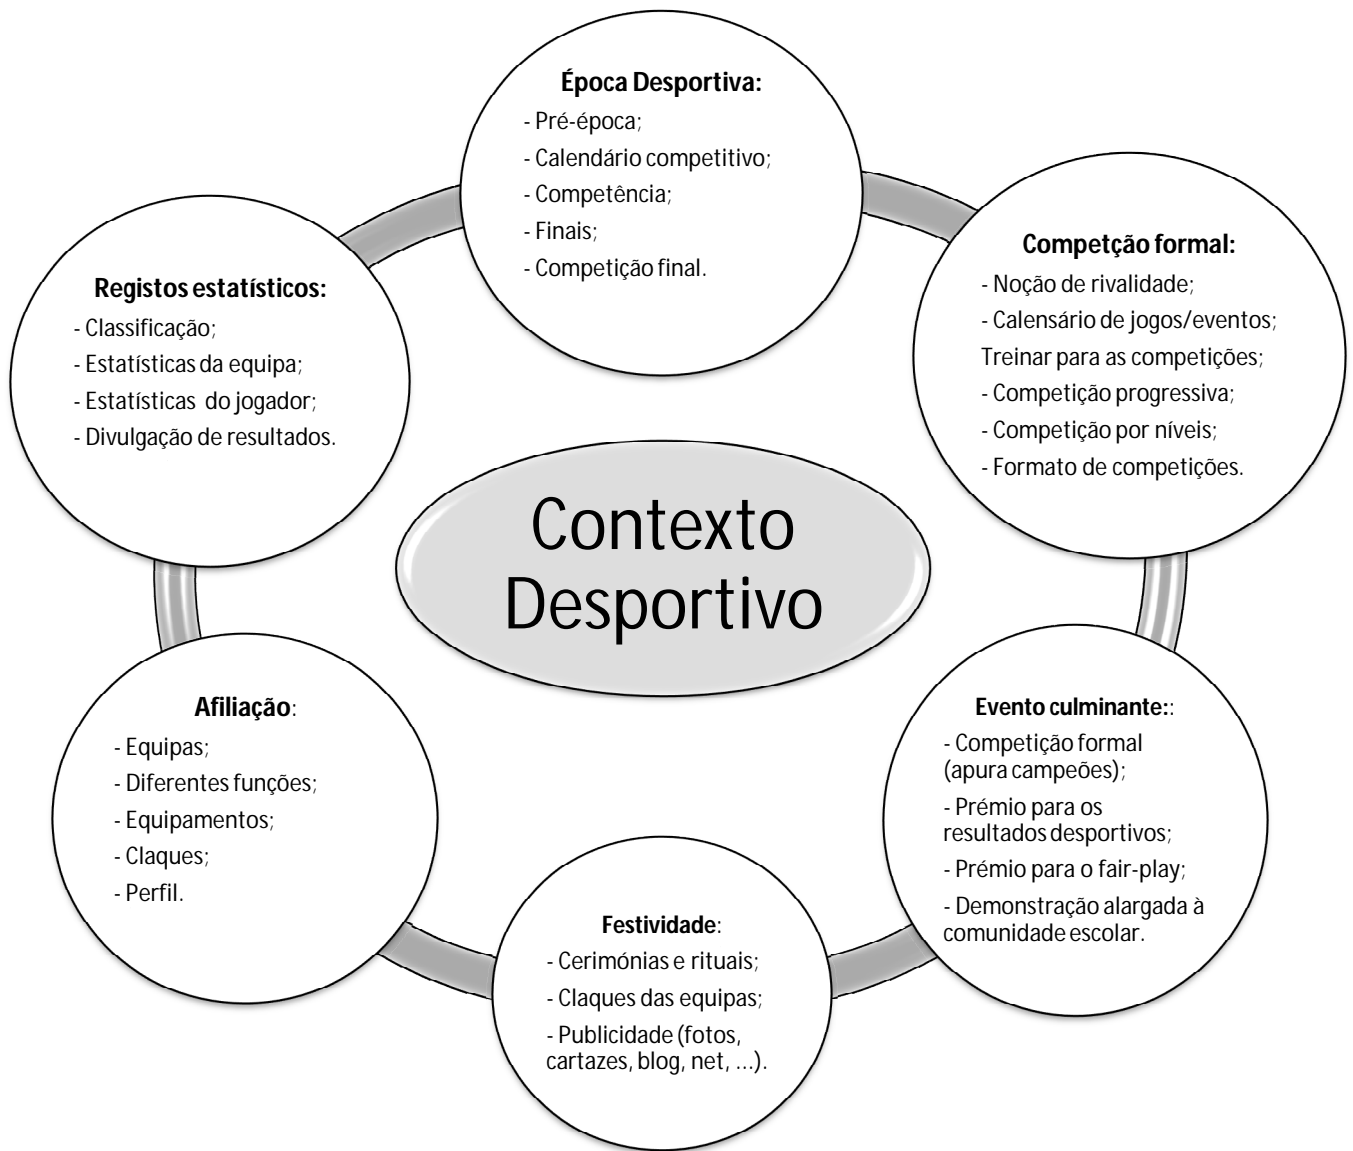 Época Desportiva:
- Pré-época;
- Calendário competitivo;
- Competência;
- Finais;
- Competição final.
Competção formal:
- Noção de rivalidade;
- Calensário de jogos/eventos;
Treinar para as competições;
- Competição progressiva;
- Competição por níveis;
- Formato de competições.
Evento culminante::
- Competição formal
(apura campeões);
- Prémio para os
resultados desportivos;
- Prémio para o fair-play;
- Demonstração alargada à
comunidade escolar.
Festividade:
- Cerimónias e rituais;
- Claques das equipas;
- Publicidade (fotos,
cartazes, blog, net, ...).
Afiliação:
- Equipas;
- Diferentes funções;
- Equipamentos;
- Claques;
- Perfil.
Registos estatísticos:
- Classificação;
- Estatísticas da equipa;
- Estatísticas do jogador;
- Divulgação de resultados.
Contexto
Desportivo